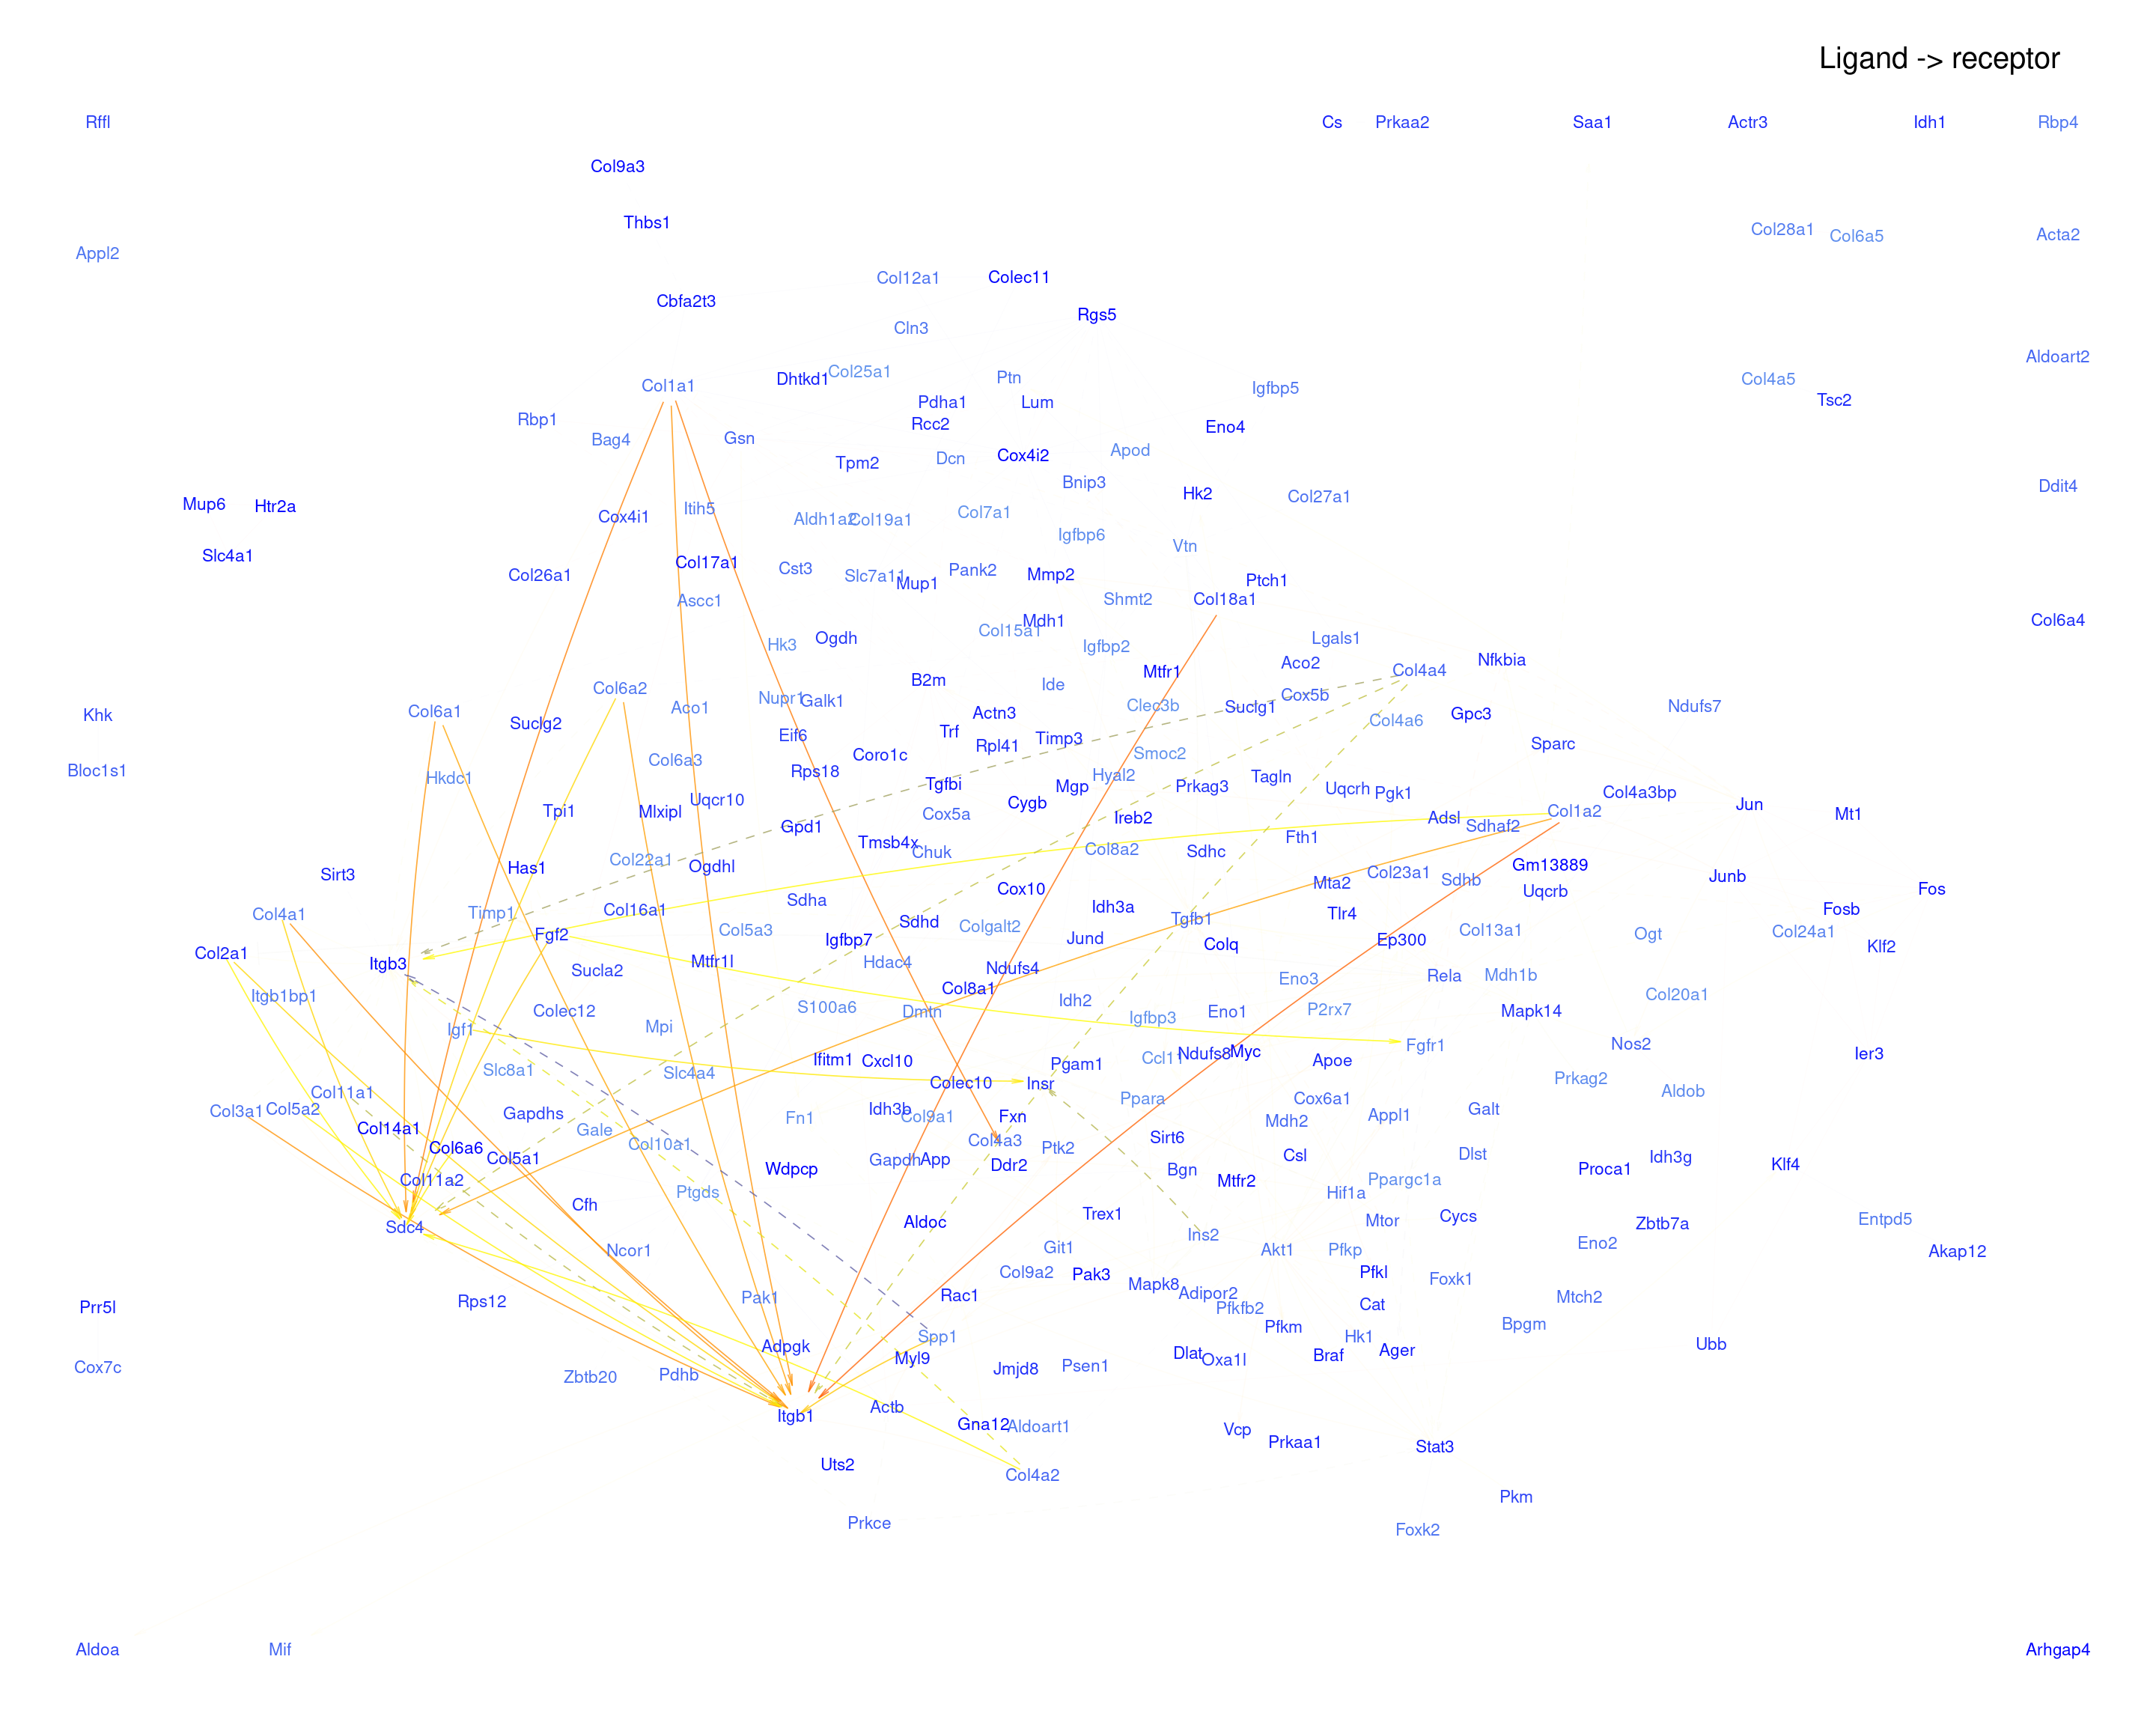 Ligand -> receptor
Rffl
Cs
Prkaa2
Saa1
Actr3
Idh1
Rbp4
Col9a3
Thbs1
Col28a1
Col6a5
Acta2
Appl2
Col12a1
Colec11
Cbfa2t3
Rgs5
Cln3
Aldoart2
Col1a1
Dhtkd1
Col25a1
Ptn
Igfbp5
Col4a5
Tsc2
Pdha1
Lum
Rbp1
Rcc2
Eno4
Bag4
Gsn
Tpm2
Dcn
Cox4i2
Apod
Bnip3
Hk2
Col27a1
Ddit4
Mup6
Htr2a
Cox4i1
Itih5
Aldh1a2
Col19a1
Col7a1
Igfbp6
Vtn
Slc4a1
Col26a1
Col17a1
Cst3
Slc7a11
Mup1
Pank2
Mmp2
Ptch1
Ascc1
Shmt2
Col18a1
Col6a4
Hk3
Ogdh
Col15a1
Mdh1
Igfbp2
Lgals1
Mtfr1
Aco2
Col4a4
Nfkbia
Col6a2
B2m
Ide
Nupr1
Galk1
Cox5b
Khk
Col6a1
Suclg2
Aco1
Actn3
Clec3b
Suclg1
Col4a6
Gpc3
Ndufs7
Eif6
Trf
Rpl41
Timp3
Sparc
Bloc1s1
Hkdc1
Col6a3
Rps18
Coro1c
Smoc2
Tgfbi
Mgp
Hyal2
Prkag3
Tagln
Uqcrh
Pgk1
Col4a3bp
Jun
Mt1
Tpi1
Mlxipl
Uqcr10
Cygb
Cox5a
Ireb2
Adsl
Sdhaf2
Col1a2
Gpd1
Tmsb4x
Chuk
Col8a2
Sdhc
Fth1
Has1
Col22a1
Ogdhl
Gm13889
Sirt3
Cox10
Mta2
Col23a1
Sdhb
Uqcrb
Junb
Fos
Col4a1
Timp1
Col16a1
Sdha
Sdhd
Colgalt2
Idh3a
Tgfb1
Tlr4
Fosb
Col2a1
Itgb3
Fgf2
Col5a3
Igfbp7
Jund
Colq
Ep300
Col13a1
Ogt
Col24a1
Klf2
Itgb1bp1
Sucla2
Mtfr1l
Hdac4
Ndufs4
Col8a1
Eno3
Rela
Mdh1b
Col20a1
Igf1
Colec12
Mpi
S100a6
Dmtn
Idh2
Igfbp3
Eno1
P2rx7
Mapk14
Slc8a1
Slc4a4
Ifitm1
Cxcl10
Colec10
Insr
Pgam1
Ccl11
Ndufs8
Myc
Apoe
Fgfr1
Nos2
Ier3
Col3a1
Col5a2
Col11a1
Gapdhs
Idh3b
Col9a1
Fxn
Ppara
Cox6a1
Prkag2
Aldob
Col14a1
Gale
Fn1
Mdh2
Appl1
Galt
Col6a6
Col5a1
Col10a1
Col4a3
Ptk2
Sirt6
Csl
Dlst
Idh3g
Col11a2
Wdpcp
Gapdh
App
Ddr2
Bgn
Mtfr2
Proca1
Klf4
Sdc4
Cfh
Ptgds
Aldoc
Trex1
Hif1a
Ppargc1a
Mtor
Cycs
Zbtb7a
Entpd5
Ncor1
Git1
Ins2
Akt1
Pfkp
Eno2
Akap12
Prr5l
Rps12
Pak1
Rac1
Col9a2
Pak3
Mapk8
Adipor2
Pfkl
Foxk1
Mtch2
Cox7c
Adpgk
Spp1
Pfkfb2
Pfkm
Cat
Hk1
Bpgm
Ubb
Zbtb20
Pdhb
Myl9
Jmjd8
Psen1
Dlat
Oxa1l
Braf
Ager
Itgb1
Actb
Gna12
Aldoart1
Vcp
Prkaa1
Stat3
Uts2
Col4a2
Pkm
Prkce
Foxk2
Aldoa
Mif
Arhgap4